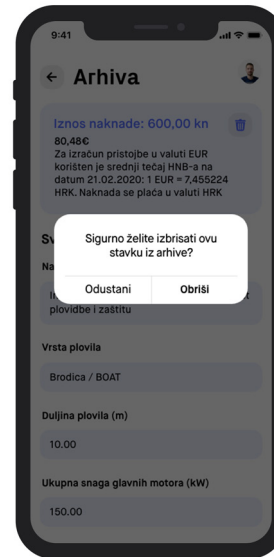 9:41
Arhiva
Iznos naknade: 600,00 kn
80,48€
Za izračun pristojbe u valuti EUR
korišten je srednji tečaj HNB-a na
datum 21.02.2020: 1 EUR = 7,455224
HRK. Naknada se plaća u valuti HRK
Sigurno želite izbrisati ovu
stavku iz arhive?
Odustani
Obriši
plovidbe i zaštitu
Vrsta plovila
Brodica / BOAT
Duljina plovila (m)
10.00
Ukupna snaga glavnih motora (kW)
150.00